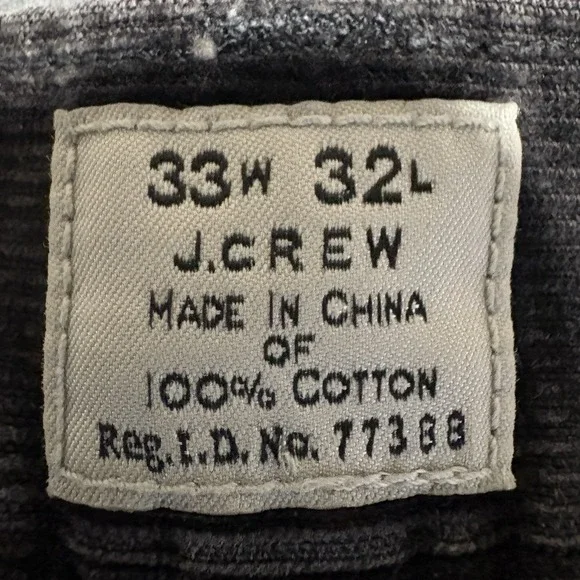 33W 32L
J.CREW
MADE IN CHINA
OF
100% COTTON
Reg.I.D.No. 77388